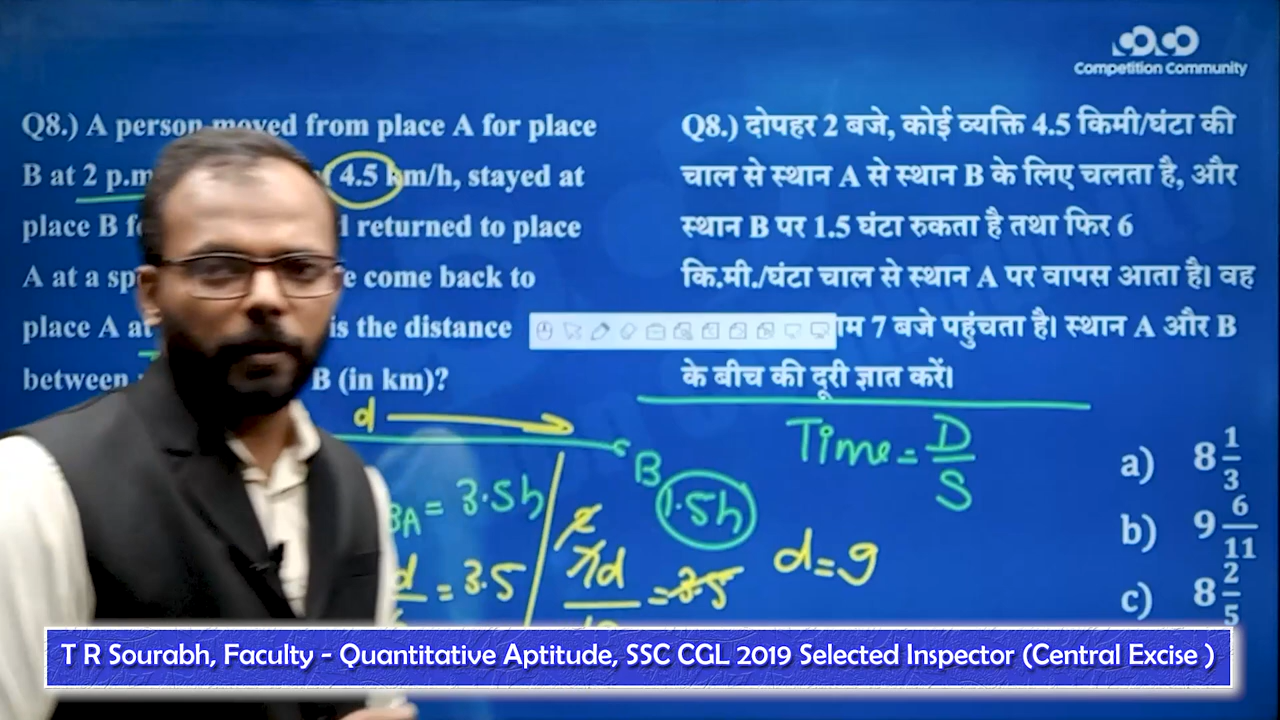 Competition Community
Q8.) A person moved from place A for place
B at 2 p.m 4.5 km/h, stayed at
place B returned to place
A at a come back to
place A is the distance
between B (in km)?
Q8.) दोपहर 2 बजे, कोई व्यक्ति 4.5 किमी/घंटा की
चाल से स्थान A से स्थान B के लिए चलता है, और
स्थान B पर 1.5 घंटा रुकता है तथा फिर 6
कि.मी./घंटा चाल से स्थान A पर वापस आता है। वह
7 बजे पहुंचता है। स्थान A और B
के बीच की दूरी ज्ञात करें।
d
B
1.5h
BA = 3.5h
d = 3.5
7d = 3.5
d = 9
Time = D
S
a) 8 1/3
b) 9 6/11
c) 8 2/5
T R Sourabh, Faculty - Quantitative Aptitude, SSC CGL 2019 Selected Inspector (Central Excise )